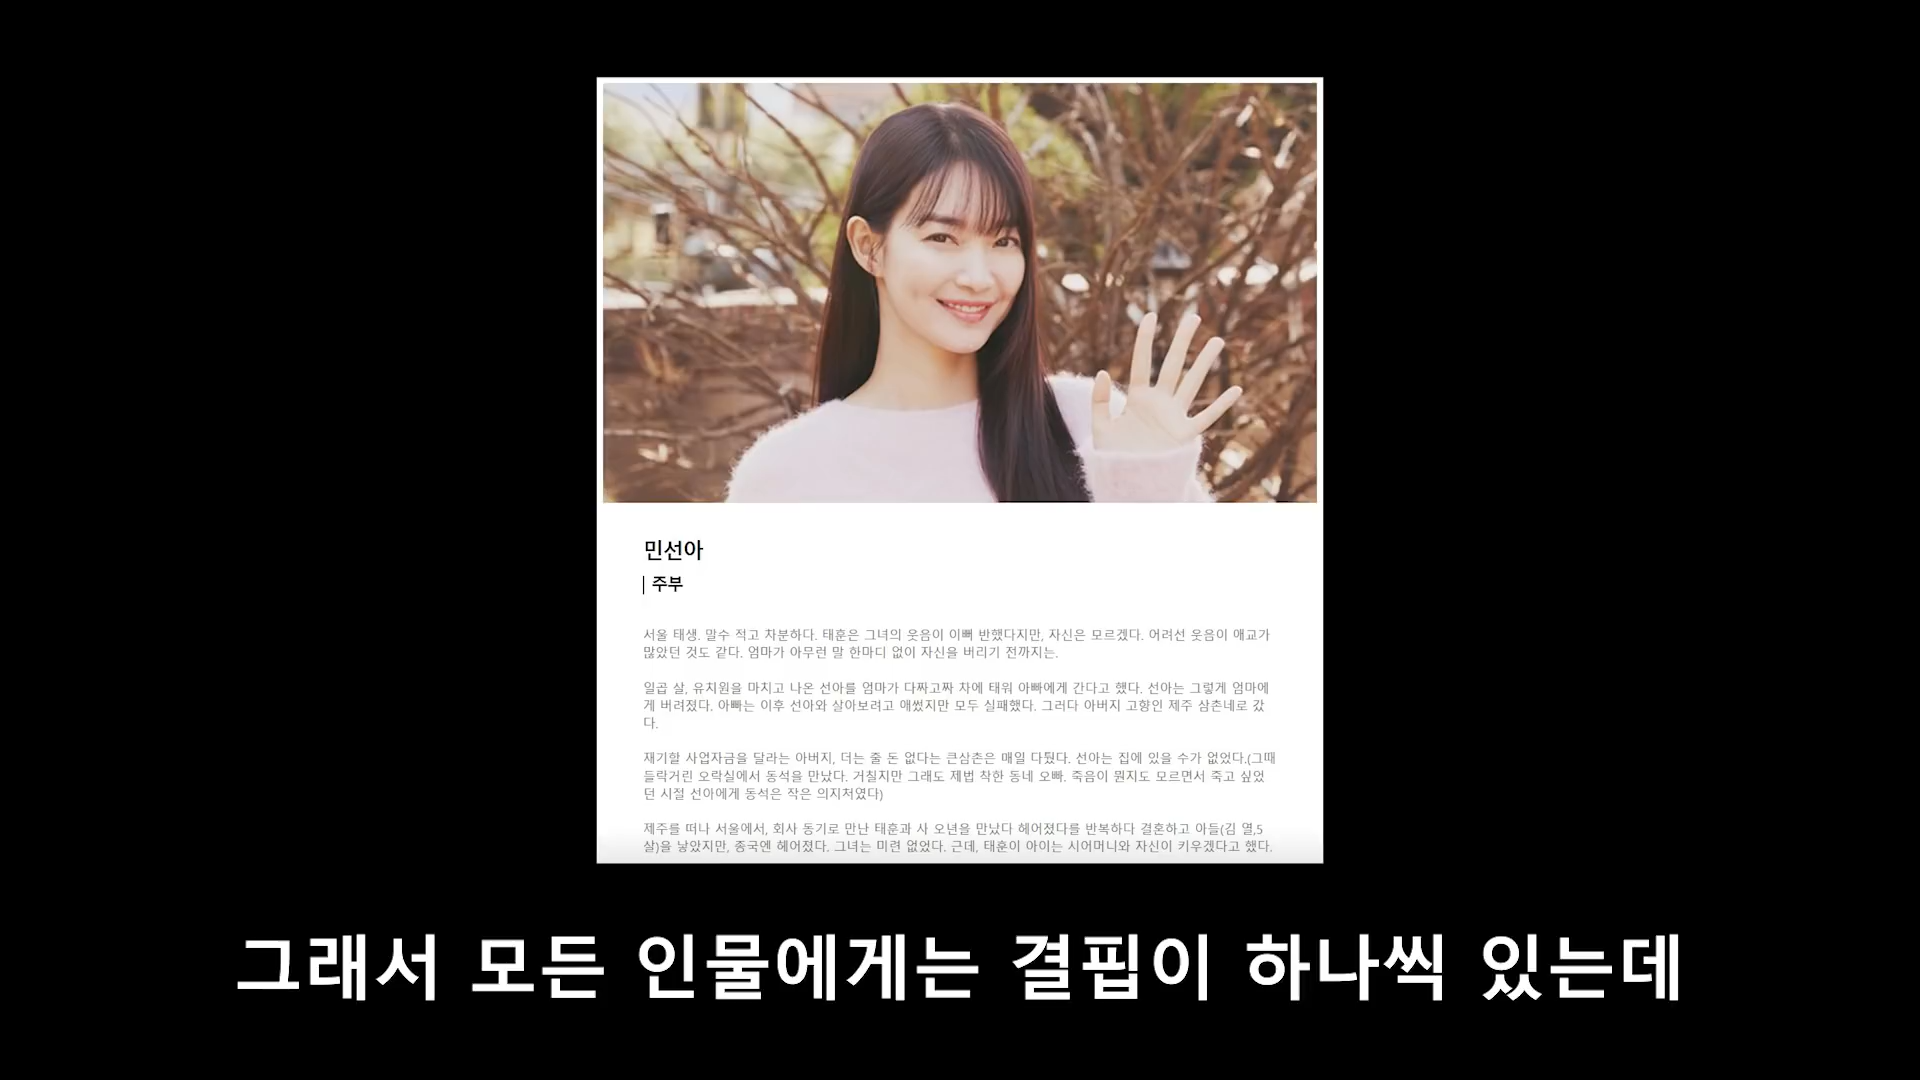 민선아
주부
서울 태생. 말수 적고 차분하다. 태훈은 그녀의 웃음이 이뻐 반했다지만, 자신은 모르겠다. 어려선 웃음이 애교가
많았던 것도 같다. 엄마가 아무런 말 한마디 없이 자신을 버리기 전까지는.
일곱 살, 유치원을 마치고 나온 선아를 엄마가 다짜고짜 차에 태워 아빠에게 간다고 했다. 선아는 그렇게 엄마에
게 버려졌다. 아빠는 이후 선아와 살아보려고 애썼지만 모두 실패했다. 그러다 아버지 고향인 제주 삼촌네로 갔
다.
재기할 사업자금을 달라는 아버지, 더는 줄 돈 없다는 큰삼촌은 매일 다퉜다. 선아는 집에 있을 수가 없었다.(그때
들락거린 오락실에서 동석을 만났다. 거칠지만 그래도 제법 착한 동네 오빠. 죽음이 뭔지도 모르면서 죽고 싶었
던 시절 선아에게 동석은 작은 의지처였다)
제주를 떠나 서울에서, 회사 동기로 만난 태훈과 사 오년을 만났다 헤어졌다를 반복하다 결혼하고 아들(김 열,5
살)을 낳았지만, 종국엔 헤어졌다. 그녀는 미련 없었다. 근데, 태훈이 아이는 시어머니와 자신이 키우겠다고 했다.
그래서 모든 인물에게는 결핍이 하나씩 있는데